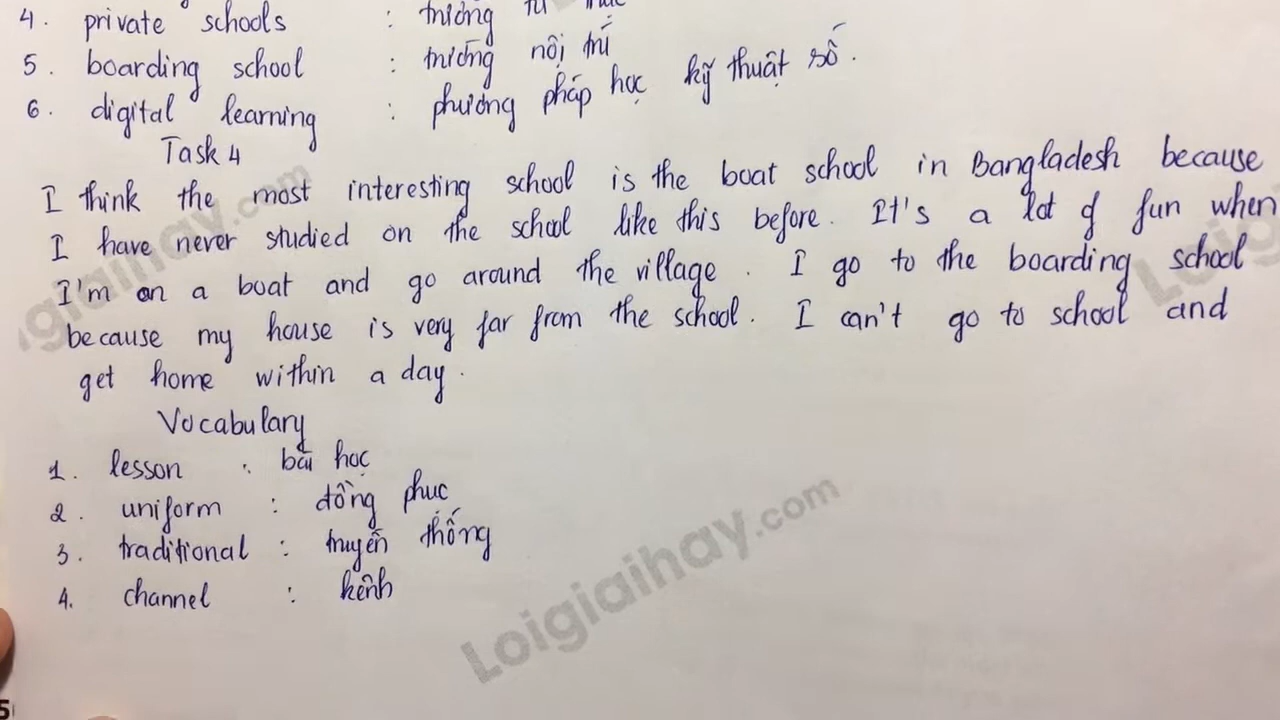 4. private schools : trường tư thục
5. boarding school : trường nội trí
6. digital learning : phương pháp học kỹ thuật số.
Task 4
I think the most interesting school is the boat school in Bangladesh because
I have never studied on the school like this before. It's a lot of fun when
I'm on a boat and go around the village. I go to the boarding school
because my house is very far from the school. I can't go to school and
get home within a day.
Vocabulary
1. lesson : bài học
2. uniform : đồng phục
3. traditional : truyền thống
4. channel : kênh
Loigiaihay.com